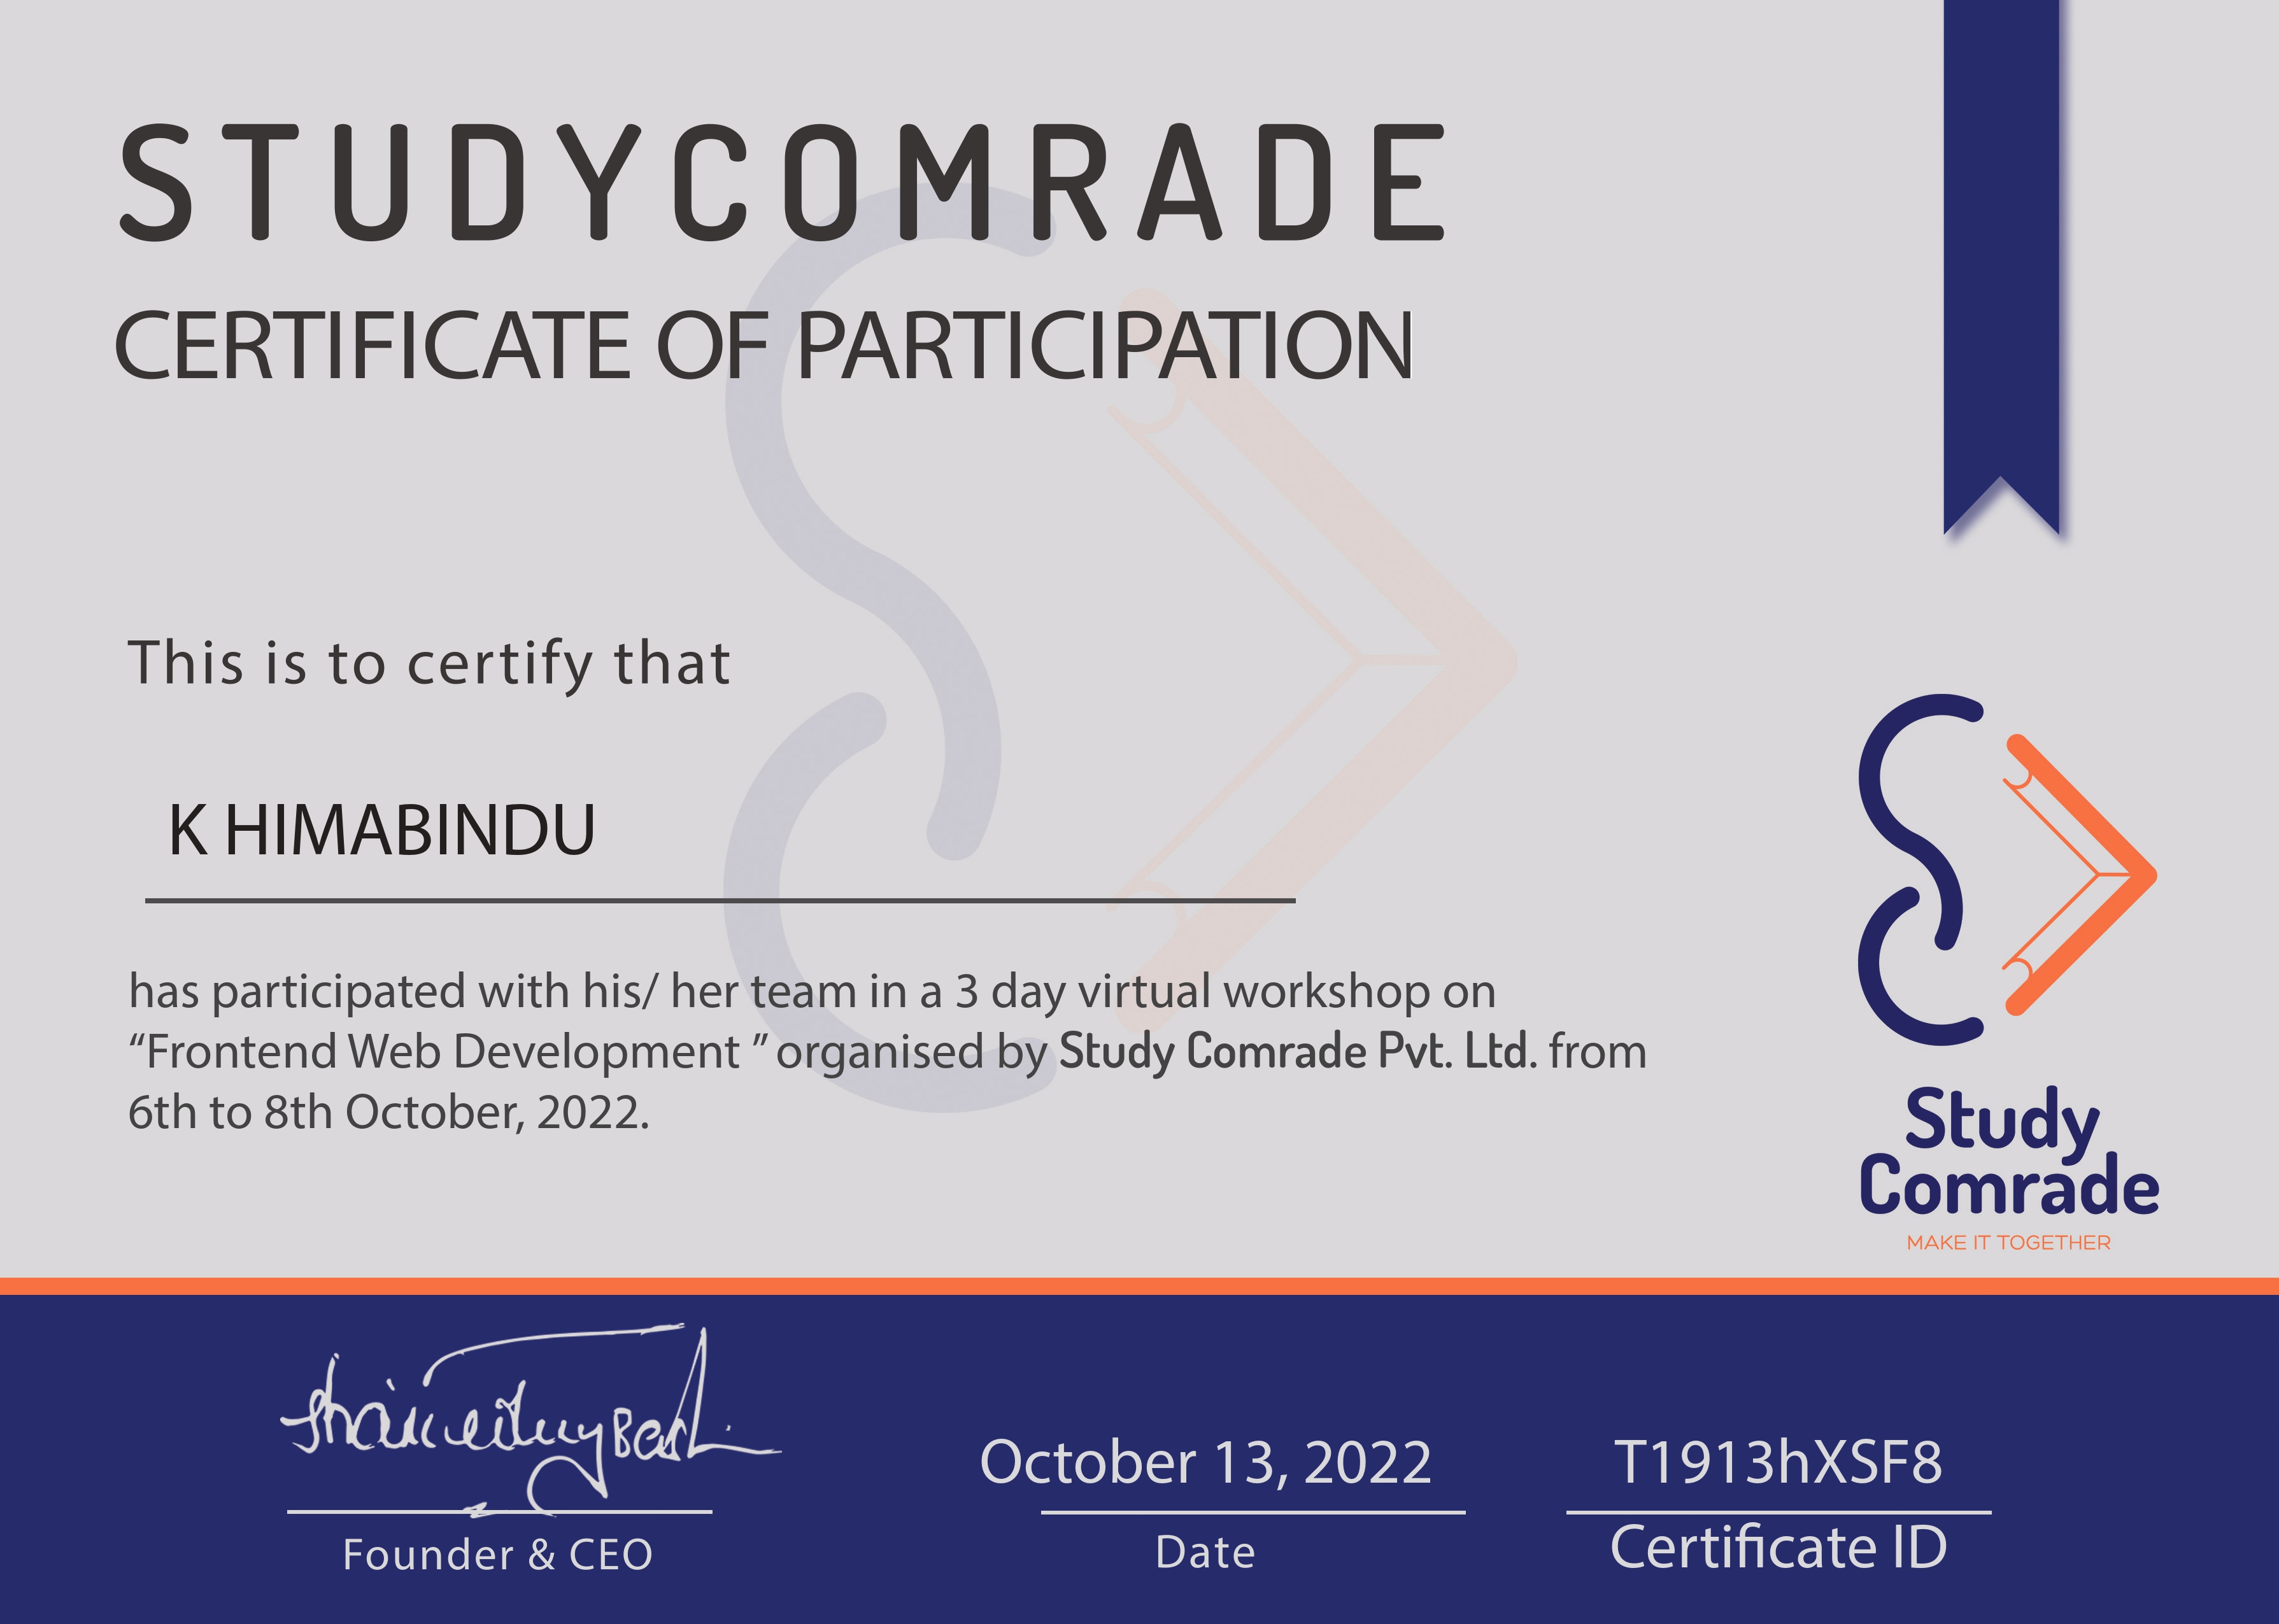 STUDYCOMRADE
CERTIFICATE OF PARTICIPATION
This is to certify that
K HIMABINDU
has participated with his/ her team in a 3 day virtual workshop on
“Frontend Web Development ” organised by Study Comrade Pvt. Ltd. from
6th to 8th October, 2022.
Study
Comrade
MAKE IT TOGETHER
October 13, 2022
T1913hXSF8
Founder & CEO
Date
Certificate ID